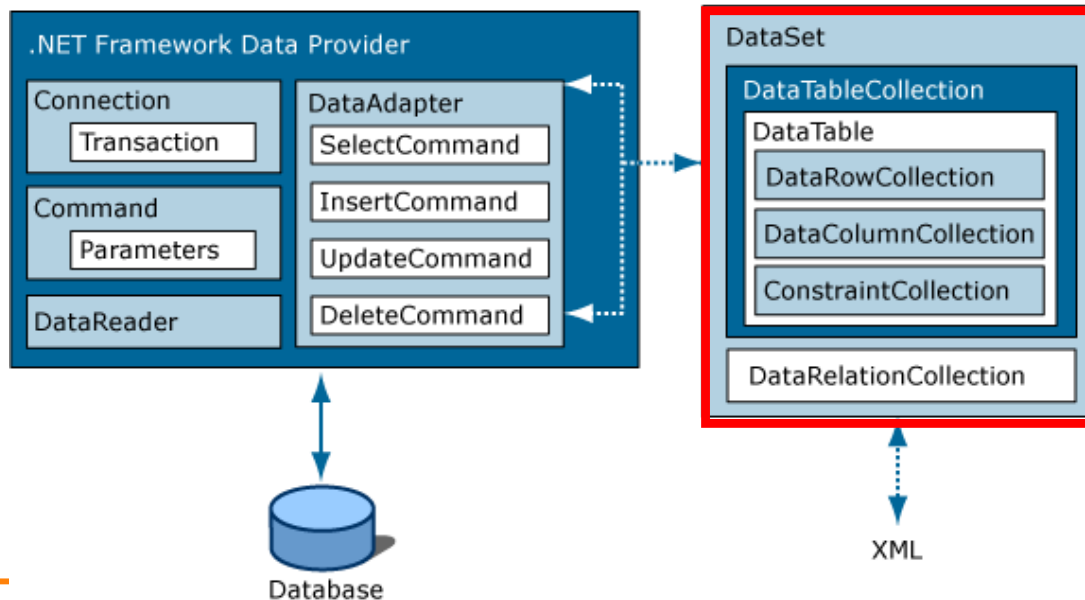 .NET Framework Data Provider
Connection
Transaction
Command
Parameters
DataReader
DataAdapter
SelectCommand
InsertCommand
UpdateCommand
DeleteCommand
Database
DataSet
DataTableCollection
DataTable
DataRowCollection
DataColumnCollection
ConstraintCollection
DataRelationCollection
XML